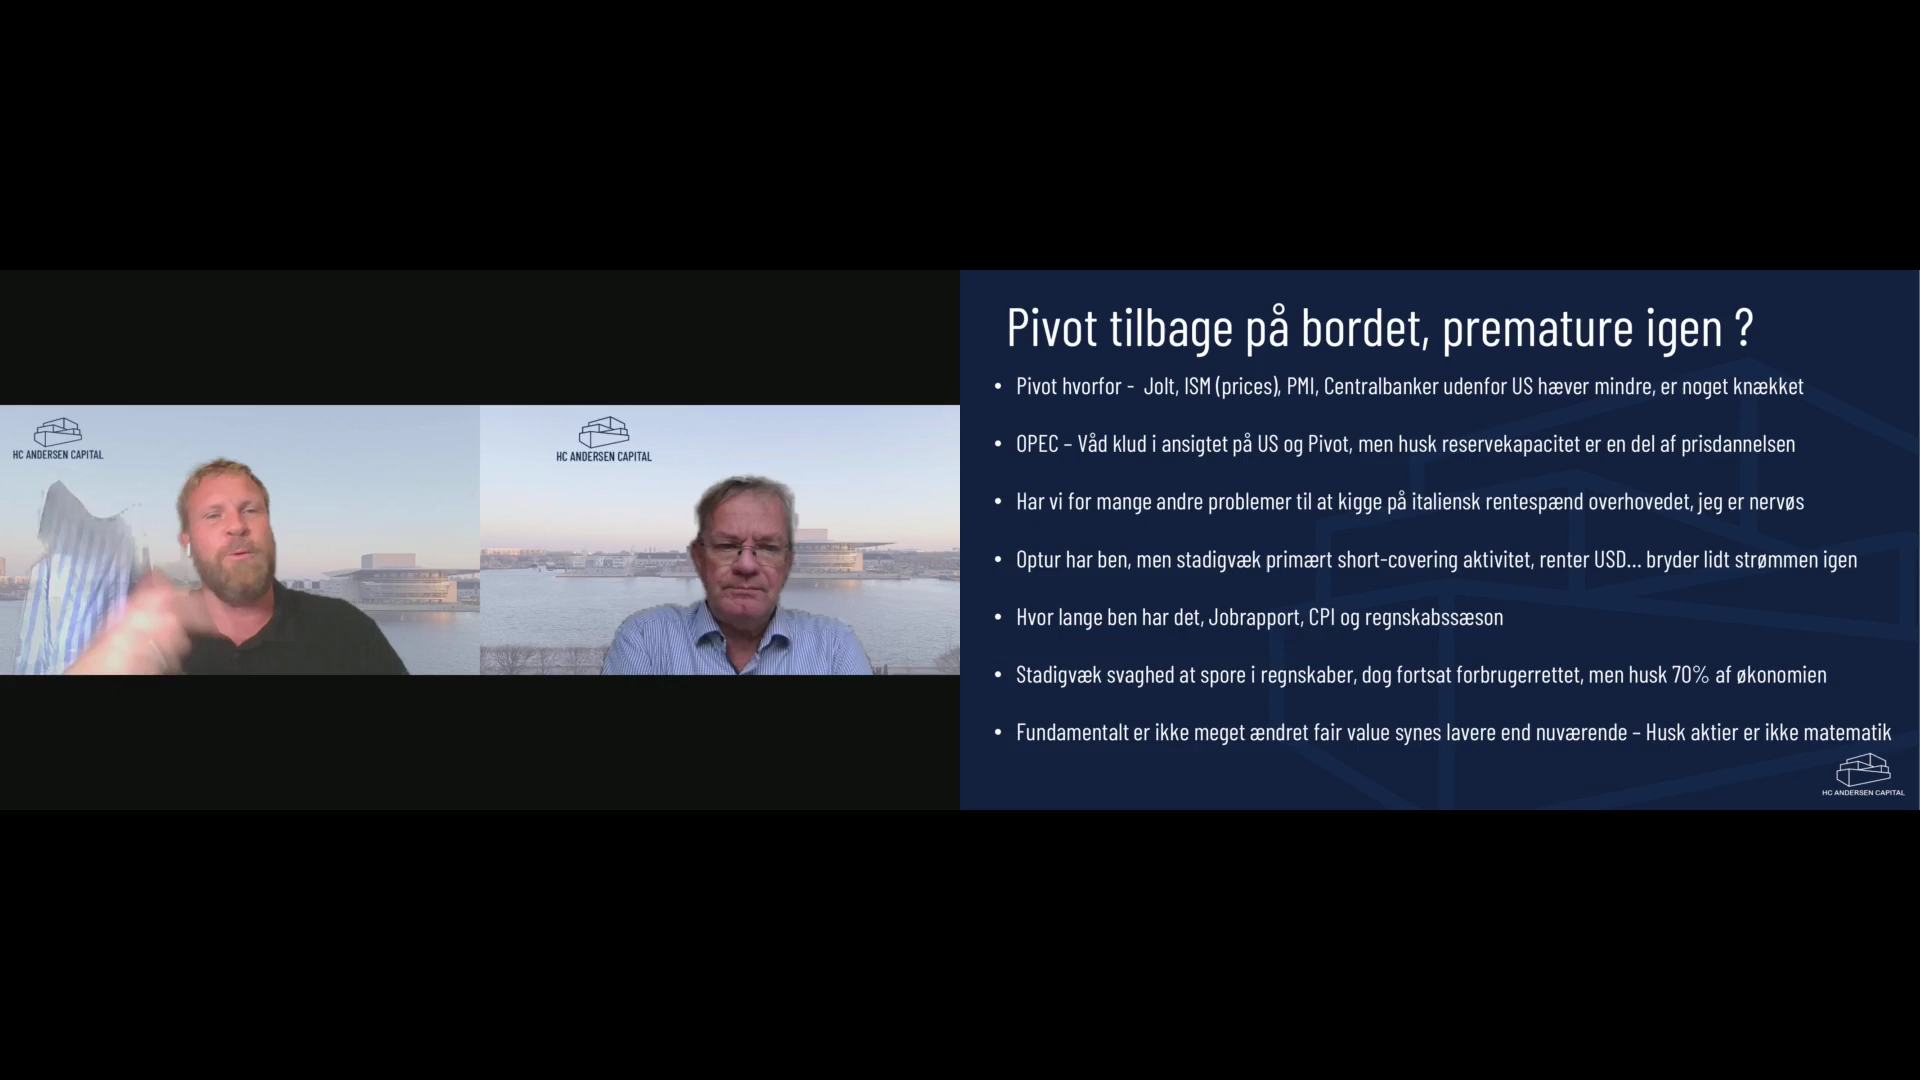 HC ANDERSEN CAPITAL
HC ANDERSEN CAPITAL
Pivot tilbage på bordet, premature igen ?
• Pivot hvorfor - Jolt, ISM (prices), PMI, Centralbanker udenfor US hæver mindre, er noget knækket
• OPEC – Våd klud i ansigtet på US og Pivot, men husk reservekapacitet er en del af prisdannelsen
• Har vi for mange andre problemer til at kigge på italiensk rentespænd overhovedet, jeg er nervøs
• Optur har ben, men stadigvæk primært short-covering aktivitet, renter USD... bryder lidt strømmen igen
• Hvor lange ben har det, Jobrapport, CPI og regnskabssæson
• Stadigvæk svaghed at spore i regnskaber, dog fortsat forbrugerrettet, men husk 70% af økonomien
• Fundamentalt er ikke meget ændret fair value synes lavere end nuværende – Husk aktier er ikke matematik
HC ANDERSEN CAPITAL